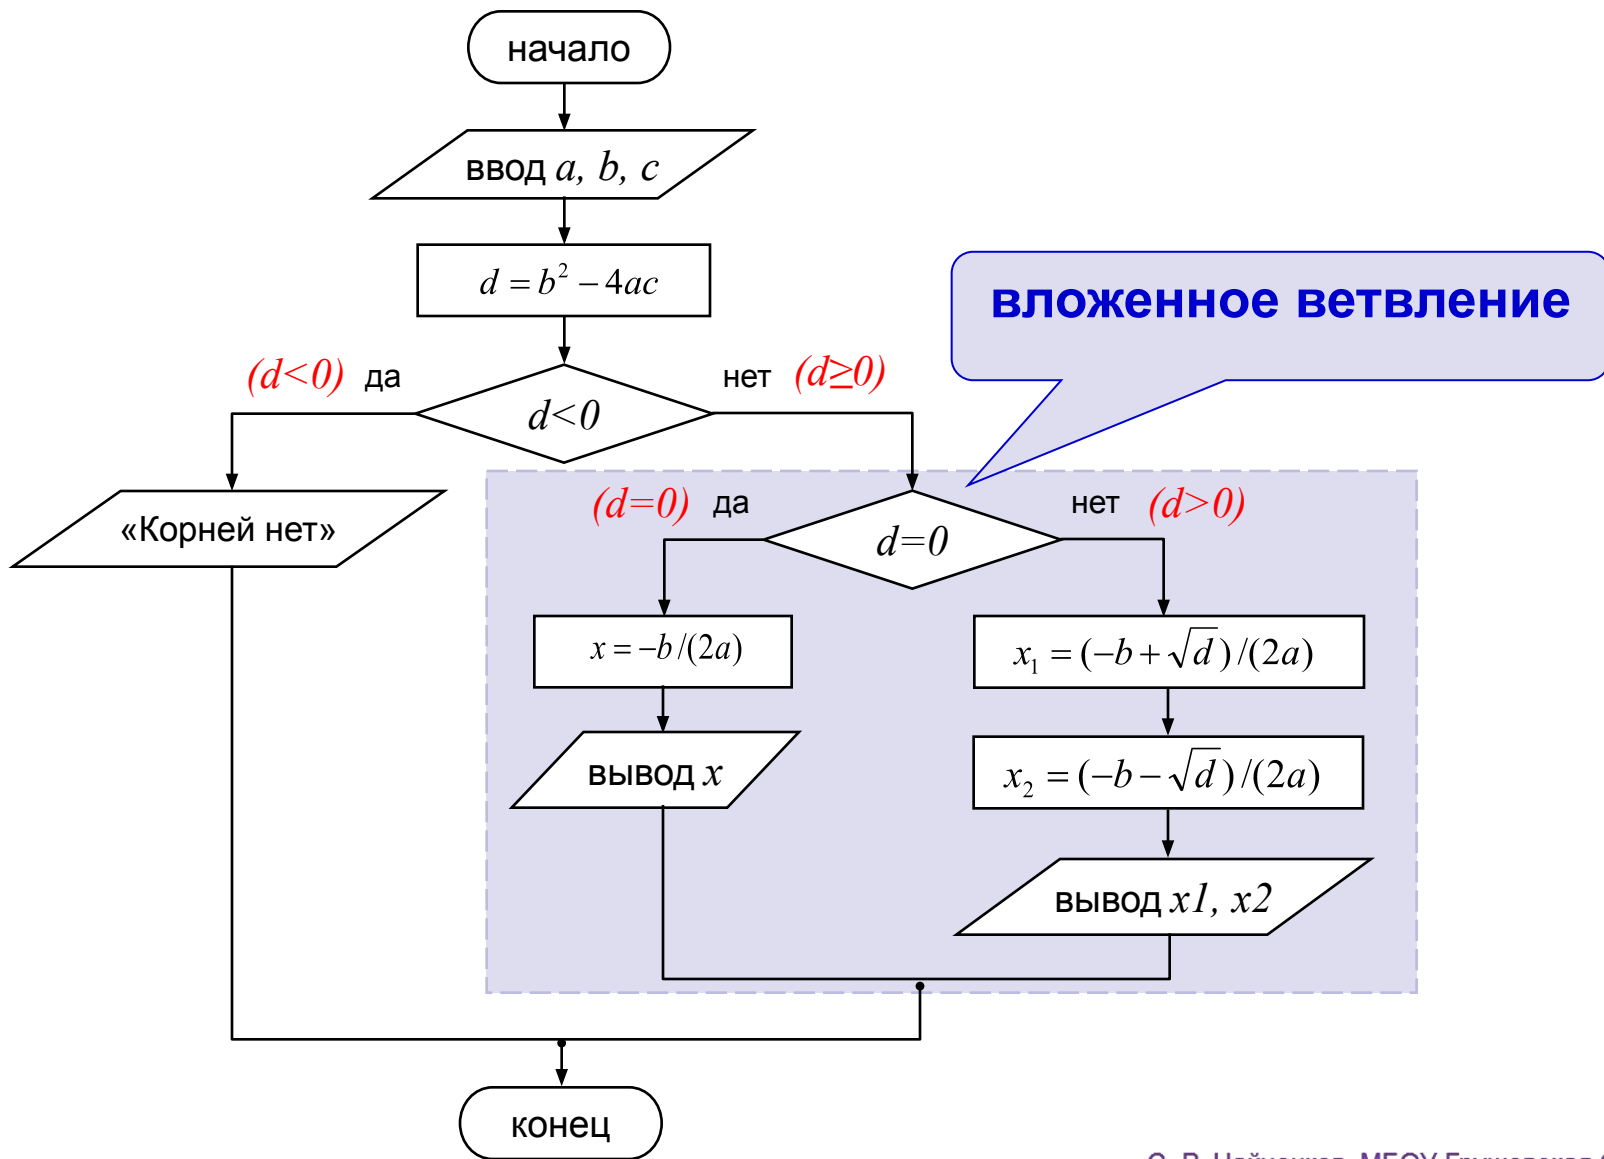 начало
ввод a, b, c
d = b² − 4ac
вложенное ветвление
(d<0) да
нет (d≥0)
d<0
«Корней нет»
(d=0) да
нет (d>0)
d=0
x = −b/(2a)
x₁ = (−b + √d)/(2a)
вывод x
x₂ = (−b − √d)/(2a)
вывод x1, x2
конец